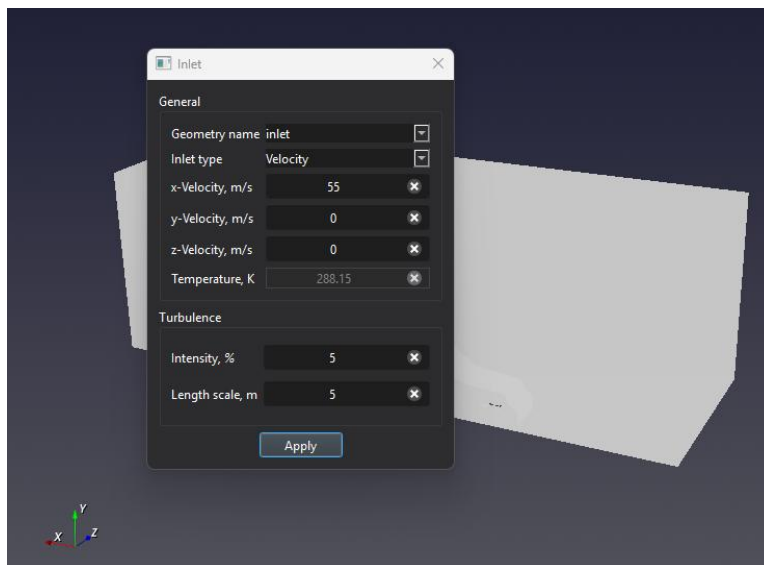 Inlet
General
Geometry name inlet
Inlet type Velocity
x-Velocity, m/s 55
y-Velocity, m/s 0
z-Velocity, m/s 0
Temperature, K 288.15
Turbulence
Intensity, % 5
Length scale, m 5
Apply
Y
X Z